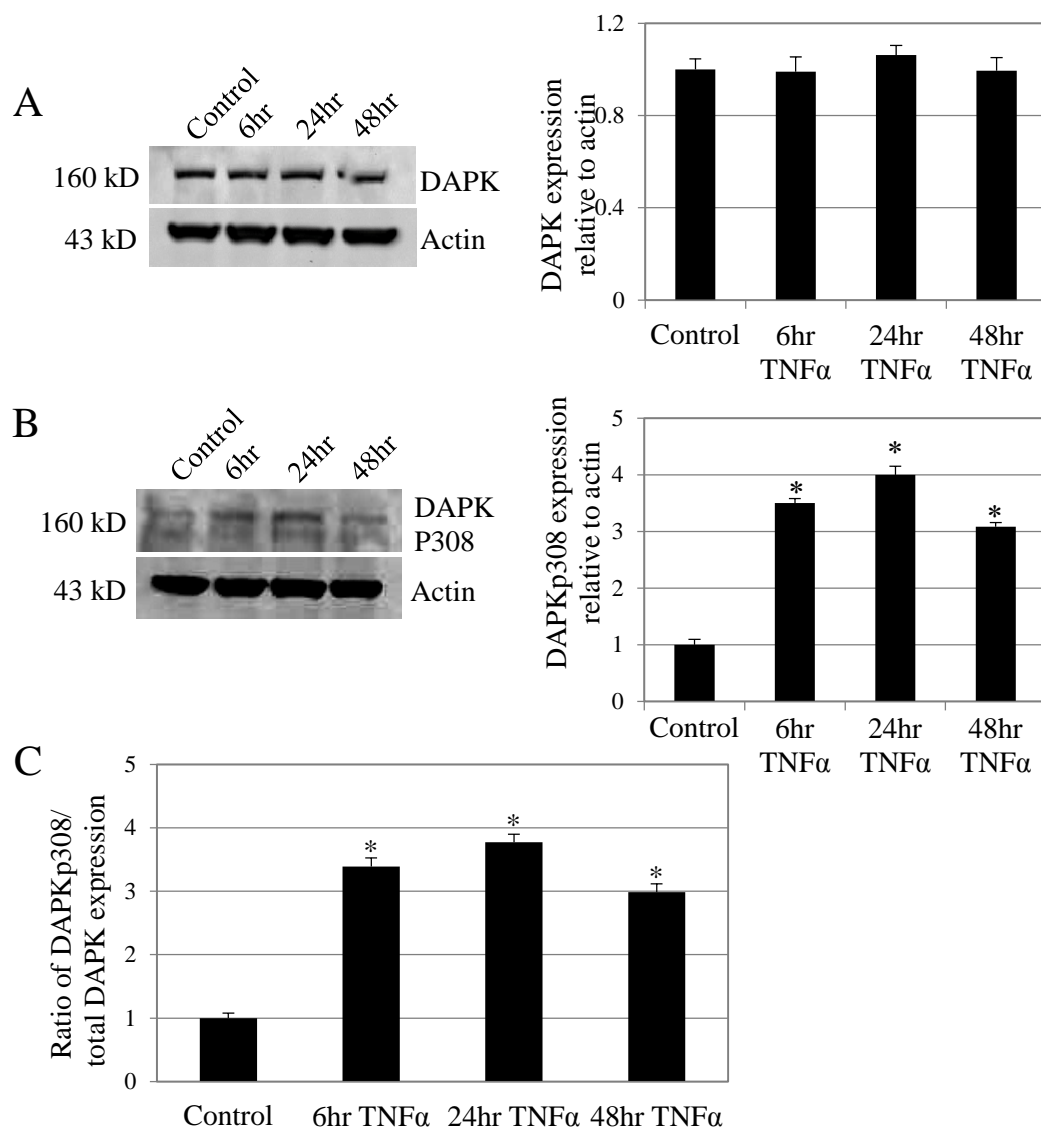 A
Control
6hr
24hr
48hr
160 kD
DAPK
43 kD
Actin
DAPK expression
relative to actin
1.2
0.8
0.4
0
Control
6hr
TNFα
24hr
TNFα
48hr
TNFα
B
Control
6hr
24hr
48hr
160 kD
DAPK
P308
43 kD
Actin
DAPKp308 expression
relative to actin
5
4
3
2
1
0
*
*
*
Control
6hr
TNFα
24hr
TNFα
48hr
TNFα
C
Ratio of DAPKp308/
total DAPK expression
5
4
3
2
1
0
*
*
*
Control
6hr TNFα
24hr TNFα
48hr TNFα